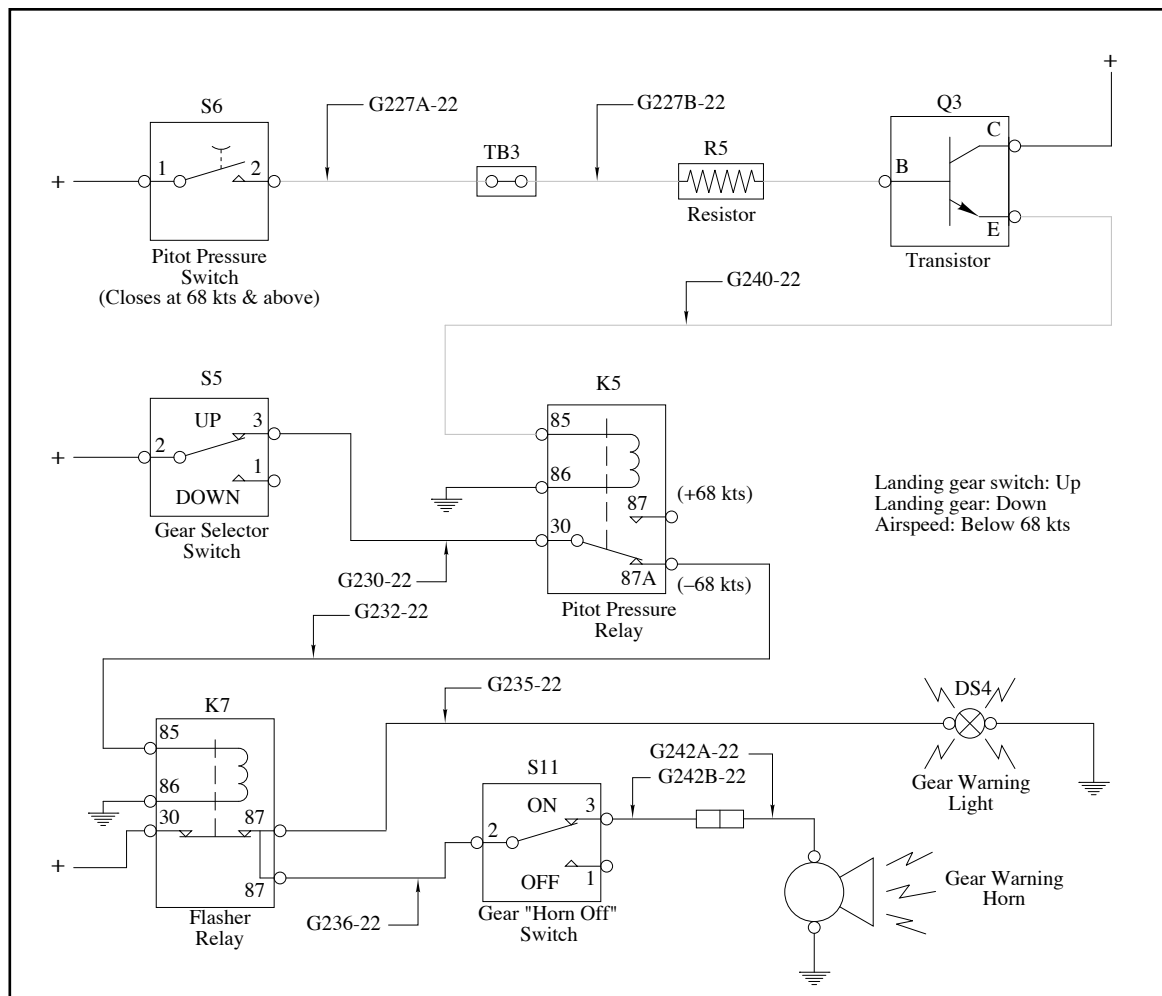 +
S6
G227A-22
G227B-22
Q3
C
TB3
R5
+
1
2
B
Resistor
E
Pitot Pressure
Switch
(Closes at 68 kts & above)
Transistor
G240-22
S5
K5
UP
3
85
+
2
1
86
DOWN
87
(+68 kts)
Landing gear switch: Up
Landing gear: Down
Airspeed: Below 68 kts
Gear Selector
Switch
30
G230-22
87A
(–68 kts)
G232-22
Pitot Pressure
Relay
G235-22
DS4
K7
85
G242A-22
G242B-22
S11
86
Gear Warning
Light
ON
3
30
87
2
+
87
OFF
1
Gear Warning
Horn
Flasher
Relay
G236-22
Gear "Horn Off"
Switch